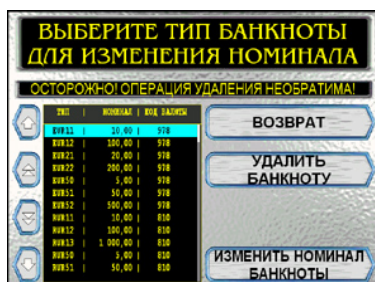 ВЫБЕРИТЕ ТИП БАНКНОТЫ
ДЛЯ ИЗМЕНЕНИЯ НОМИНАЛА
ОСТОРОЖНО! ОПЕРАЦИЯ УДАЛЕНИЯ НЕОБРАТИМА!
ТИП | НОМИНАЛ | КОД ВАЛЮТЫ
EUR11 | 10,00 | 978
EUR12 | 100,00 | 978
EUR21 | 20,00 | 978
EUR22 | 200,00 | 978
EUR50 | 5,00 | 978
EUR51 | 50,00 | 978
EUR52 | 500,00 | 978
RUR11 | 10,00 | 810
RUR12 | 100,00 | 810
RUR13 | 1 000,00 | 810
RUR50 | 5,00 | 810
RUR51 | 50,00 | 810
ВОЗВРАТ
УДАЛИТЬ
БАНКНОТУ
ИЗМЕНИТЬ НОМИНАЛ
БАНКНОТЫ